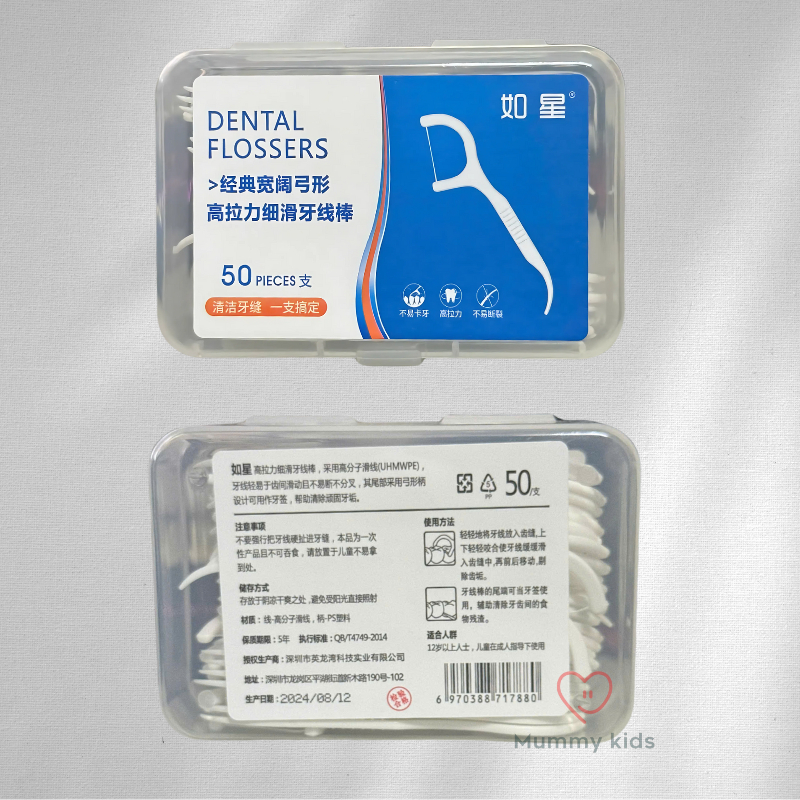 DENTAL
FLOSSERS
>经典宽阔弓形
高拉力细滑牙线棒
50 PIECES 支
清洁牙缝 一支搞定
如星®
不易卡牙 高拉力 不易断裂
如星 高拉力细滑牙线棒，采用高分子滑线(UHMWPE)，
牙线轻易于齿间滑动且不易断不分叉，其尾部采用弓形柄
设计可用作牙签，帮助清除顽固牙垢。
5
PP
50/支
注意事项
不要强行把牙线硬扯进牙缝，本品为一次
性产品且不可吞食，请放置于儿童不易拿
到处。
储存方式
存放于阴凉干爽之处，避免受阳光直接照射
材质：线-高分子滑线，柄-PS塑料
保质期限：5年 执行标准：QB/T4749-2014
授权生产商：深圳市英龙湾科技实业有限公司
地址：深圳市龙岗区平湖街道新木路190号-102
生产日期：2024/08/12
使用方法
轻轻地将牙线放入齿缝,上
下轻轻咬合使牙线缓缓滑
入齿缝中,再前后移动,剔
除齿垢。
牙线棒的尾端可当牙签使
用，辅助清除牙齿间的食
物残渣。
适合人群
12岁以上人士，儿童在成人指导下使用
6 970388 717880
Mummy kids